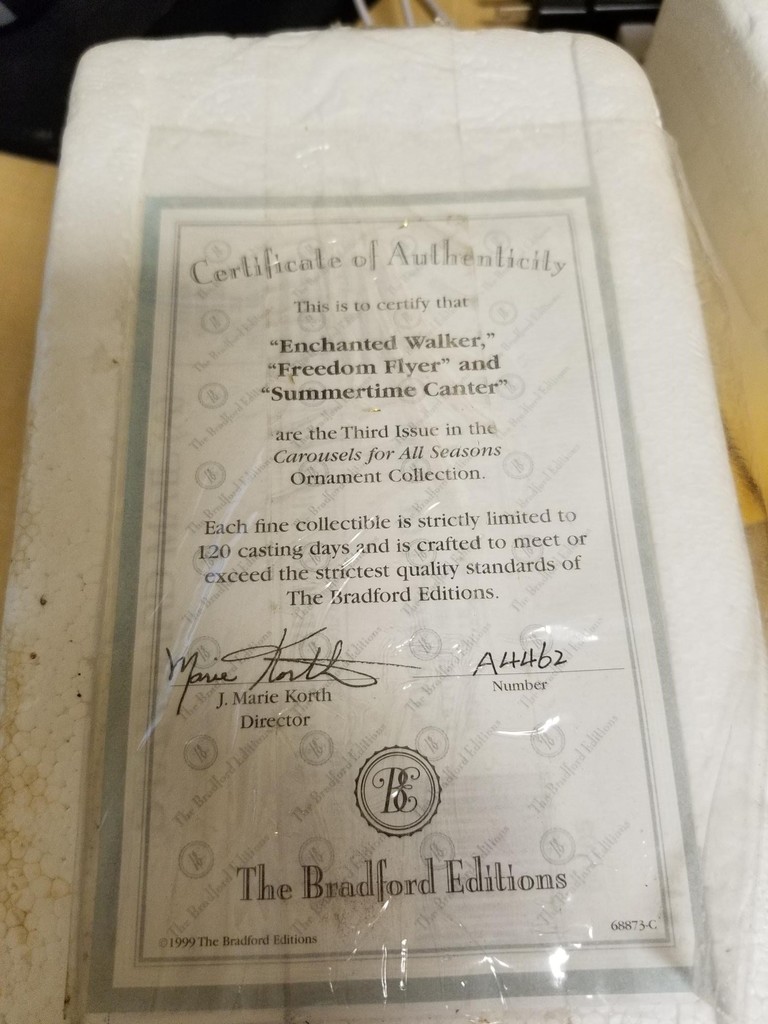 Certificate of Authenticity
This is to certify that
“Enchanted Walker,”
“Freedom Flyer” and
“Summertime Canter”
are the Third Issue in the
Carousels for All Seasons
Ornament Collection.
Each fine collectible is strictly limited to
120 casting days and is crafted to meet or
exceed the strictest quality standards of
The Bradford Editions.
Marie Korth
A4462
J. Marie Korth
Number
Director
BE
The Bradford Editions
©1999 The Bradford Editions
68873-C